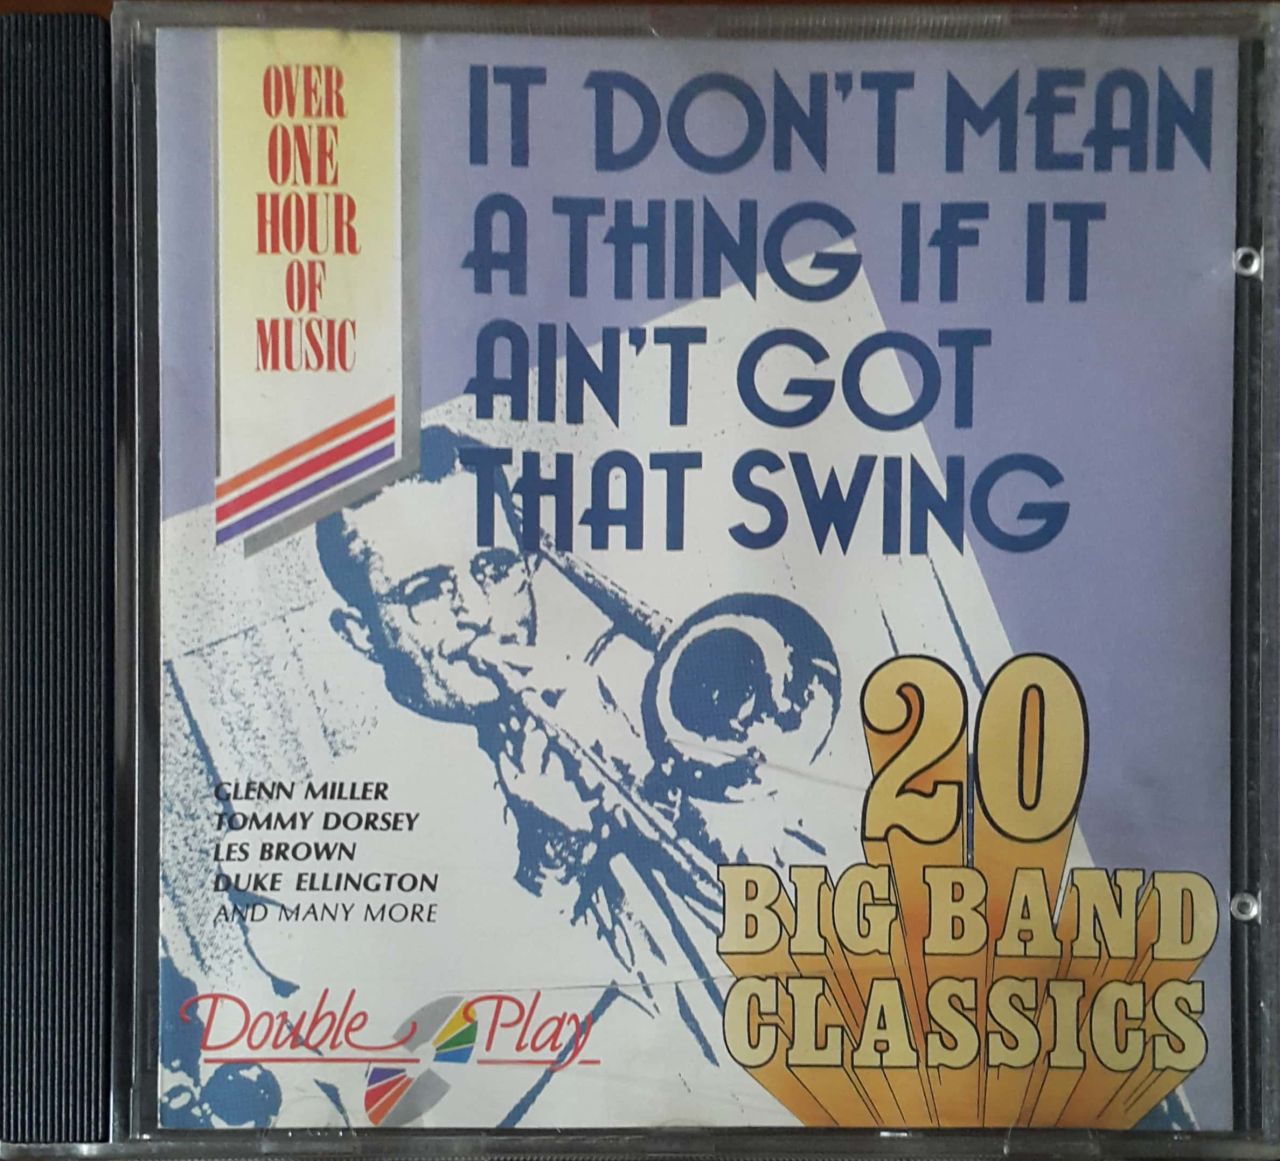 OVER
ONE
HOUR
OF
MUSIC
IT DON'T MEAN
A THING IF IT
AIN'T GOT
THAT SWING
GLENN MILLER
TOMMY DORSEY
LES BROWN
DUKE ELLINGTON
AND MANY MORE
20
BIG BAND
CLASSICS
Double Play